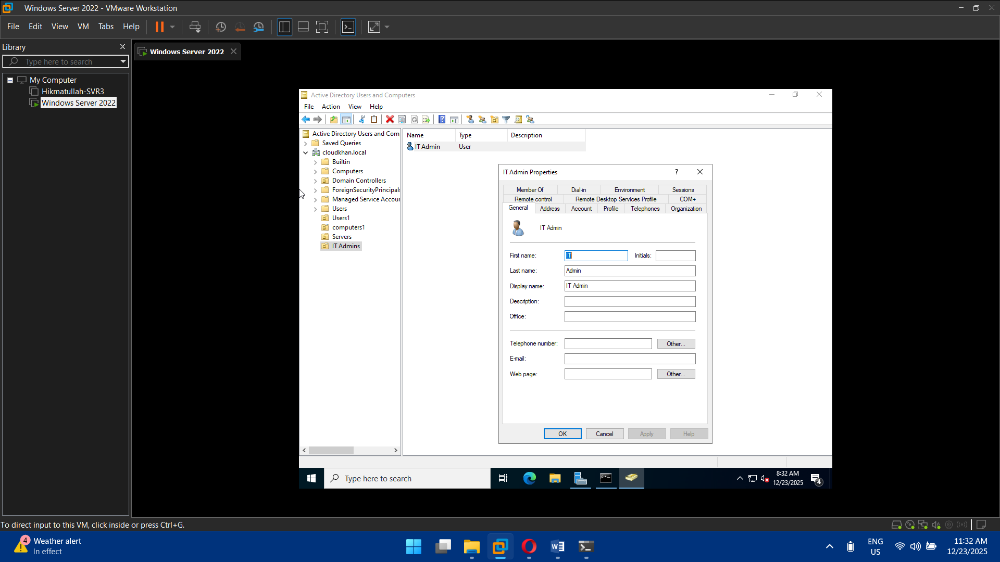 Windows Server 2022 - VMware Workstation
File Edit View VM Tabs Help
Library
Type here to search
My Computer
Hikmatullah-SVR3
Windows Server 2022
Windows Server 2022
Active Directory Users and Computers
File Action View Help
Active Directory Users and Com
Saved Queries
cloudkhan.local
Builtin
Computers
Domain Controllers
ForeignSecurityPrincipals
Managed Service Accour
Users
Users1
computers1
Servers
IT Admins
Name Type Description
IT Admin User
IT Admin Properties
?
Member Of Dial-in Environment Sessions
Remote control Remote Desktop Services Profile COM+
General Address Account Profile Telephones Organization
IT Admin
First name: IT Initials:
Last name: Admin
Display name: IT Admin
Description:
Office:
Telephone number: Other...
E-mail:
Web page: Other...
OK Cancel Apply Help
Type here to search
8:32 AM
12/23/2025
4
To direct input to this VM, click inside or press Ctrl+G.
4
Weather alert
In effect
ENG
US
11:32 AM
12/23/2025